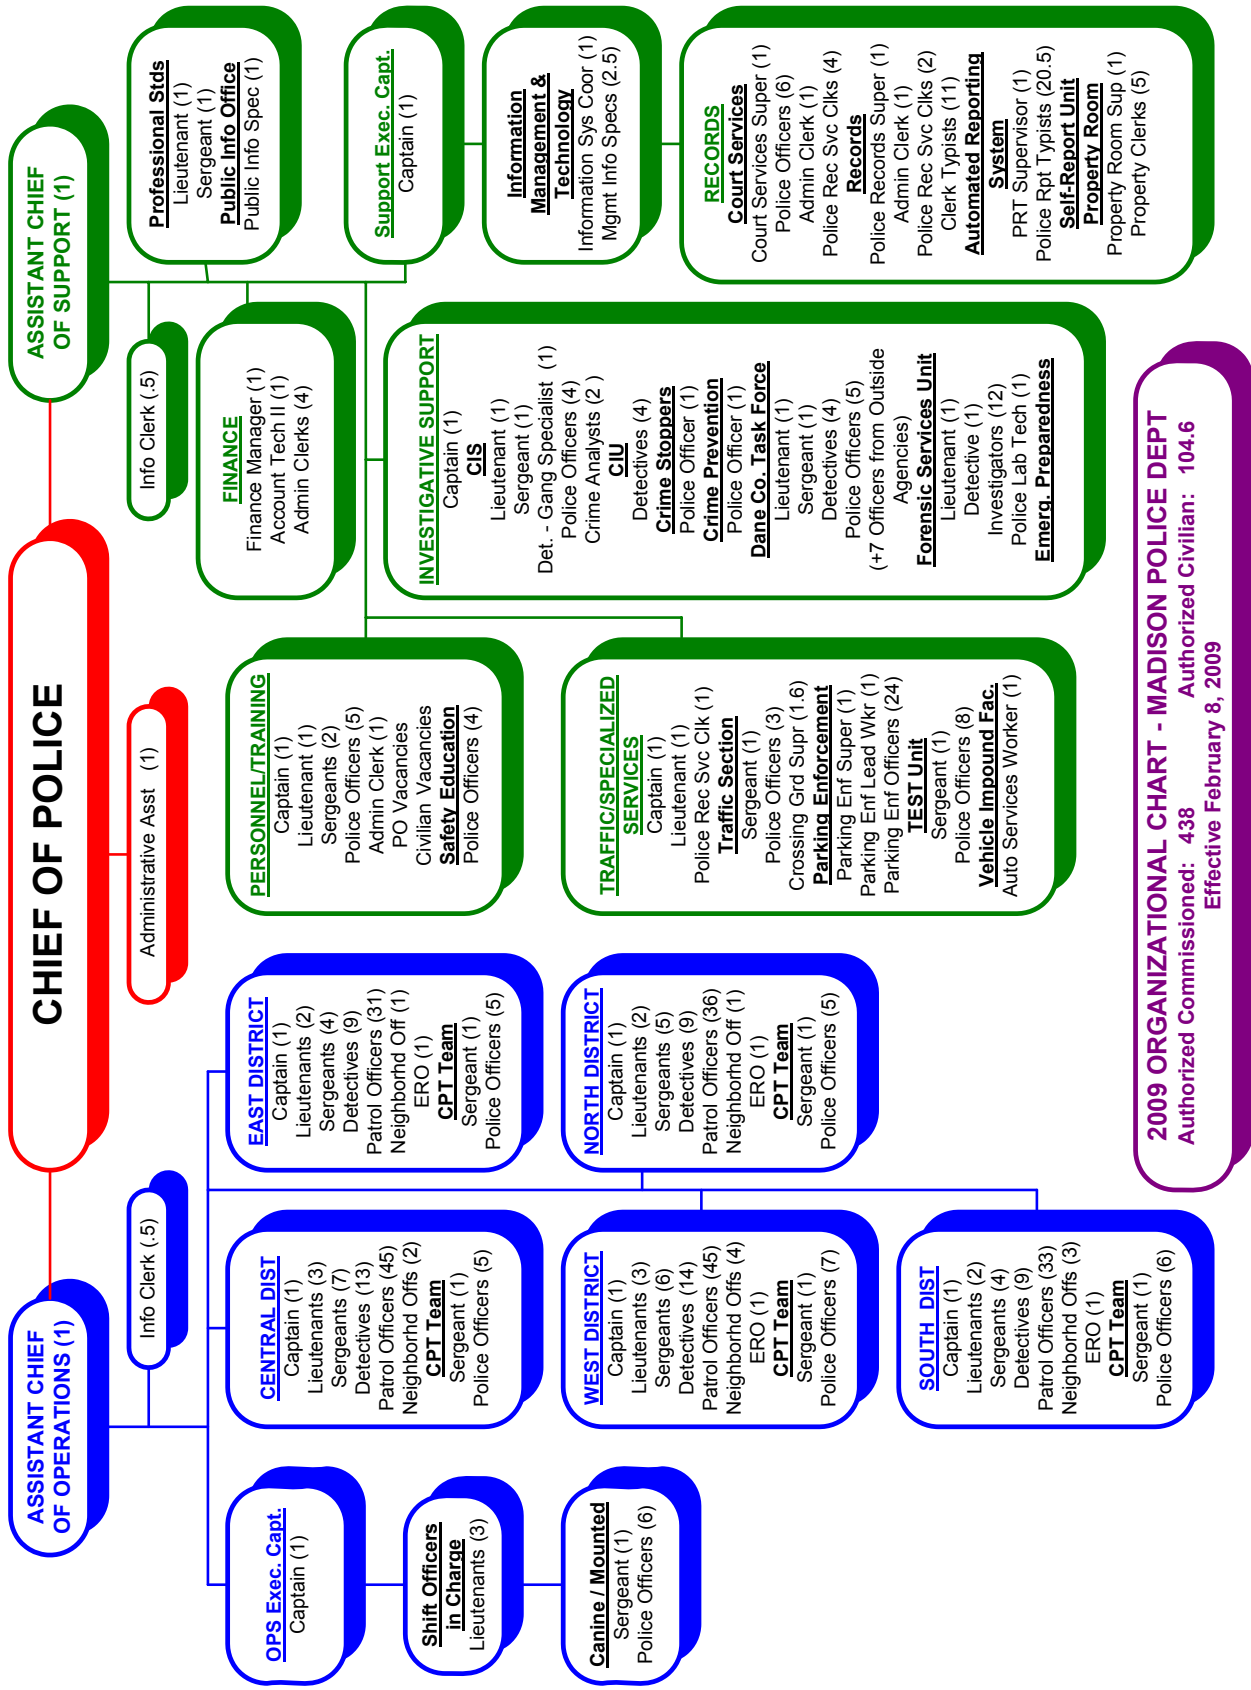 CHIEF OF POLICE
Administrative Asst  (1)
ASSISTANT CHIEF
OF OPERATIONS (1)
Info Clerk (.5)
OPS Exec. Capt.
Captain (1)
Shift Officers
in Charge
Lieutenants (3)
Canine / Mounted
Sergeant (1)
Police Officers (6)
CENTRAL DIST
Captain (1)
Lieutenants (3)
Sergeants (7)
Detectives (13)
Patrol Officers (45)
Neighborhd Offs (2)
CPT Team
Sergeant (1)
Police Officers (5)
WEST DISTRICT
Captain (1)
Lieutenants (3)
Sergeants (6)
Detectives (14)
Patrol Officers (45)
Neighborhd Offs (4)
ERO (1)
CPT Team
Sergeant (1)
Police Officers (7)
SOUTH  DIST
Captain (1)
Lieutenants (2)
Sergeants (4)
Detectives (9)
Patrol Officers (33)
Neighborhd Offs (3)
ERO (1)
CPT Team
Sergeant (1)
Police Officers (6)
EAST DISTRICT
Captain (1)
Lieutenants (2)
Sergeants (4)
Detectives (9)
Patrol Officers (31)
Neighborhd Off (1)
ERO (1)
CPT Team
Sergeant (1)
Police Officers (5)
NORTH DISTRICT
Captain (1)
Lieutenants (2)
Sergeants (5)
Detectives (9)
Patrol Officers (36)
Neighborhd Off (1)
ERO (1)
CPT Team
Sergeant (1)
Police Officers (5)
ASSISTANT CHIEF
OF SUPPORT (1)
Info Clerk (.5)
PERSONNEL/TRAINING
Captain (1)
Lieutenant (1)
Sergeants (2)
Police Officers (5)
Admin Clerk (1)
PO Vacancies
Civilian Vacancies
Safety Education
Police Officers (4)
TRAFFIC/SPECIALIZED
SERVICES
Captain (1)
Lieutenant (1)
Police Rec Svc Clk (1)
Traffic Section
Sergeant (1)
Police Officers (3)
Crossing Grd Supr (1.6)
Parking Enforcement
Parking Enf Super (1)
Parking Enf Lead Wkr (1)
Parking Enf Officers (24)
TEST Unit
Sergeant (1)
Police Officers (8)
Vehicle Impound Fac.
Auto Services Worker (1)
FINANCE
Finance Manager (1)
Account Tech II (1)
Admin Clerks (4)
INVESTIGATIVE SUPPORT
Captain (1)
CIS
Lieutenant (1)
Sergeant (1)
Det. - Gang Specialist  (1)
Police Officers (4)
Crime Analysts (2 )
CIU
Detectives (4)
Crime Stoppers
Police Officer (1)
Crime Prevention
Police Officer (1)
Dane Co. Task Force
Lieutenant (1)
Sergeant (1)
Detectives (4)
Police Officers (5)
(+7 Officers from Outside
Agencies)
Forensic Services Unit
Lieutenant (1)
Detective (1)
Investigators (12)
Police Lab Tech (1)
Emerg. Preparedness
Professional Stds
Lieutenant (1)
Sergeant (1)
Public Info Office
Public Info Spec (1)
Support Exec. Capt.
Captain (1)
Information
Management &
Technology
Information Sys Coor (1)
Mgmt Info Specs (2.5)
RECORDS
Court Services
Court Services Super (1)
Police Officers (6)
Admin Clerk (1)
Police Rec Svc Clks (4)
Records
Police Records Super (1)
Admin Clerk (1)
Police Rec Svc Clks (2)
Clerk Typists (11)
Automated Reporting
System
PRT Supervisor (1)
Police Rpt Typists (20.5)
Self-Report Unit
Property Room
Property Room Sup (1)
Property Clerks (5)
2009 ORGANIZATIONAL CHART - MADISON POLICE DEPT
Authorized Commissioned:  438          Authorized Civilian:  104.6
Effective February 8, 2009